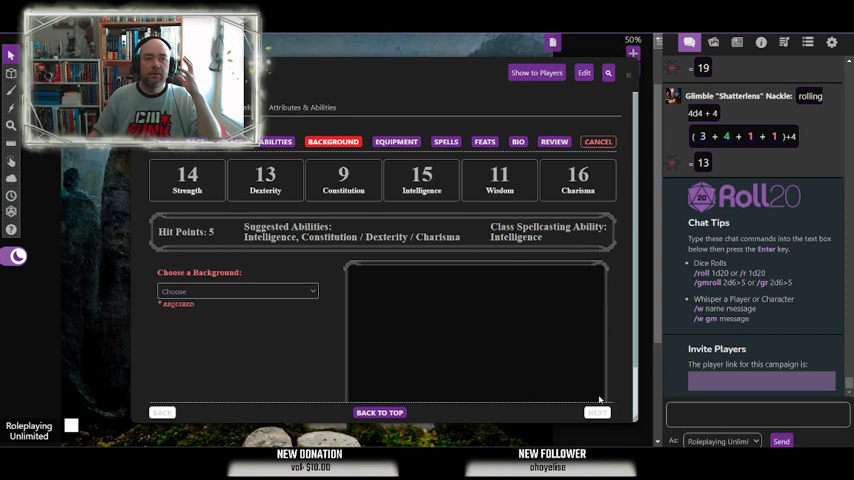 50%
Show to Players
Edit
Attributes & Abilities
ABILITIES
BACKGROUND
EQUIPMENT
SPELLS
FEATS
BIO
REVIEW
CANCEL
14
Strength
13
Dexterity
9
Constitution
15
Intelligence
11
Wisdom
16
Charisma
Hit Points: 5
Suggested Abilities:
Intelligence, Constitution / Dexterity / Charisma
Class Spellcasting Ability:
Intelligence
Choose a Background:
Choose
* REQUIRED
BACK
BACK TO TOP
NEXT
= 19
Glimble "Shatterlens" Nackle: rolling
4d4 + 4
( 3 + 4 + 1 + 1 )+4
= 13
Roll20
Chat Tips
Type these chat commands into the text box
below then press the Enter key.
• Dice Rolls
/roll 1d20 or /r 1d20
/gmroll 2d6>5 or /gr 2d6>5
• Whisper a Player or Character
/w name message
/w gm message
Invite Players
The player link for this campaign is:
As:
Roleplaying Unlimi
Send
Roleplaying
Unlimited
NEW DONATION
vol- $10.00
NEW FOLLOWER
ahoyelise